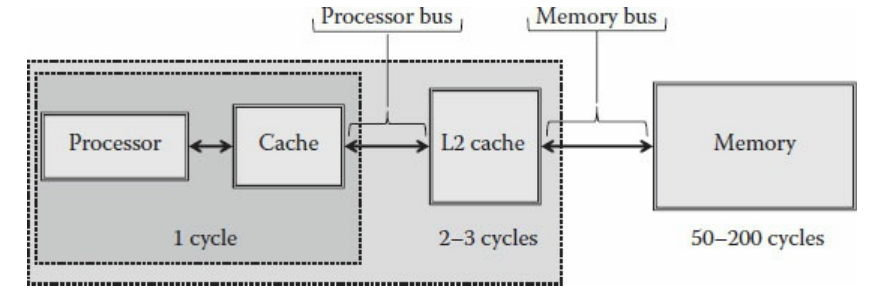 Processor bus
Memory bus
Processor
Cache
L2 cache
Memory
1 cycle
2–3 cycles
50–200 cycles